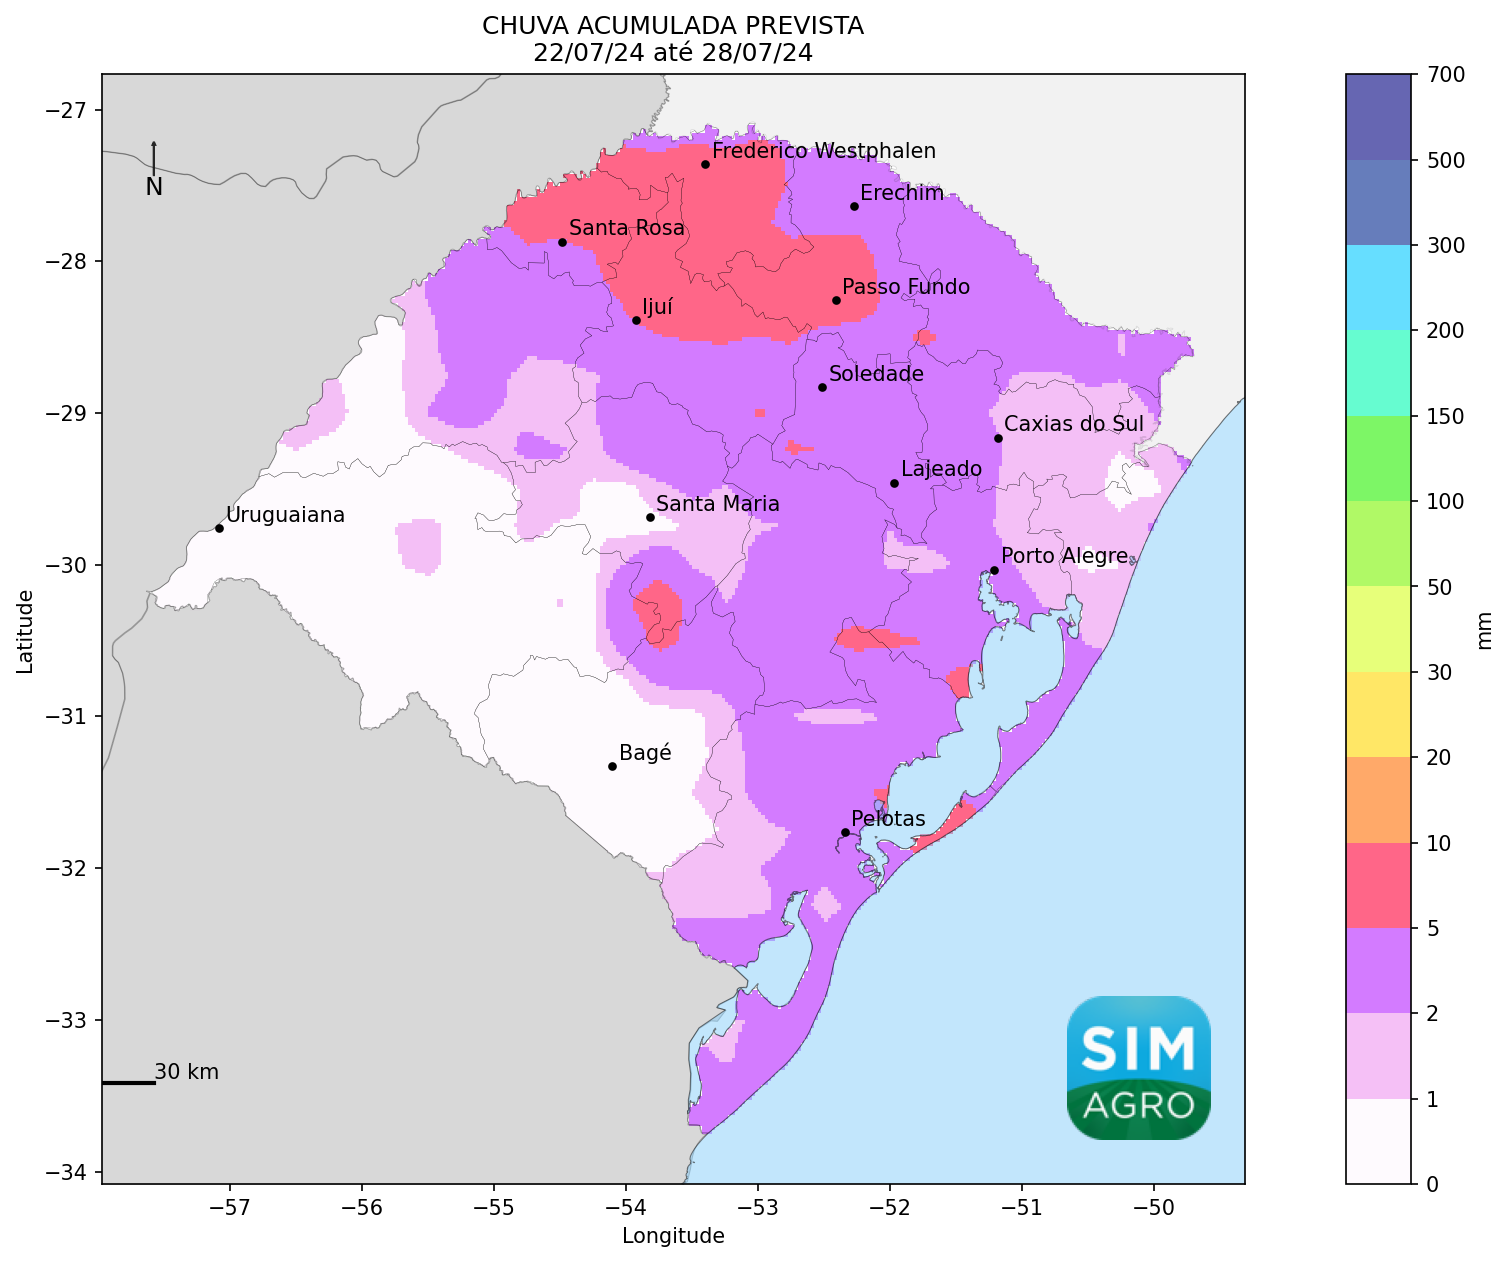 CHUVA ACUMULADA PREVISTA
22/07/24 até 28/07/24
−27
−28
−29
−30
−31
−32
−33
−34
Latitude
N
Frederico Westphalen
Erechim
Santa Rosa
Passo Fundo
Ijuí
Soledade
Caxias do Sul
Lajeado
Santa Maria
Uruguaiana
Porto Alegre
Bagé
Pelotas
30 km
SIM
AGRO
−57
−56
−55
−54
−53
−52
−51
−50
Longitude
700
500
300
200
150
100
50
30
20
10
5
2
1
0
mm